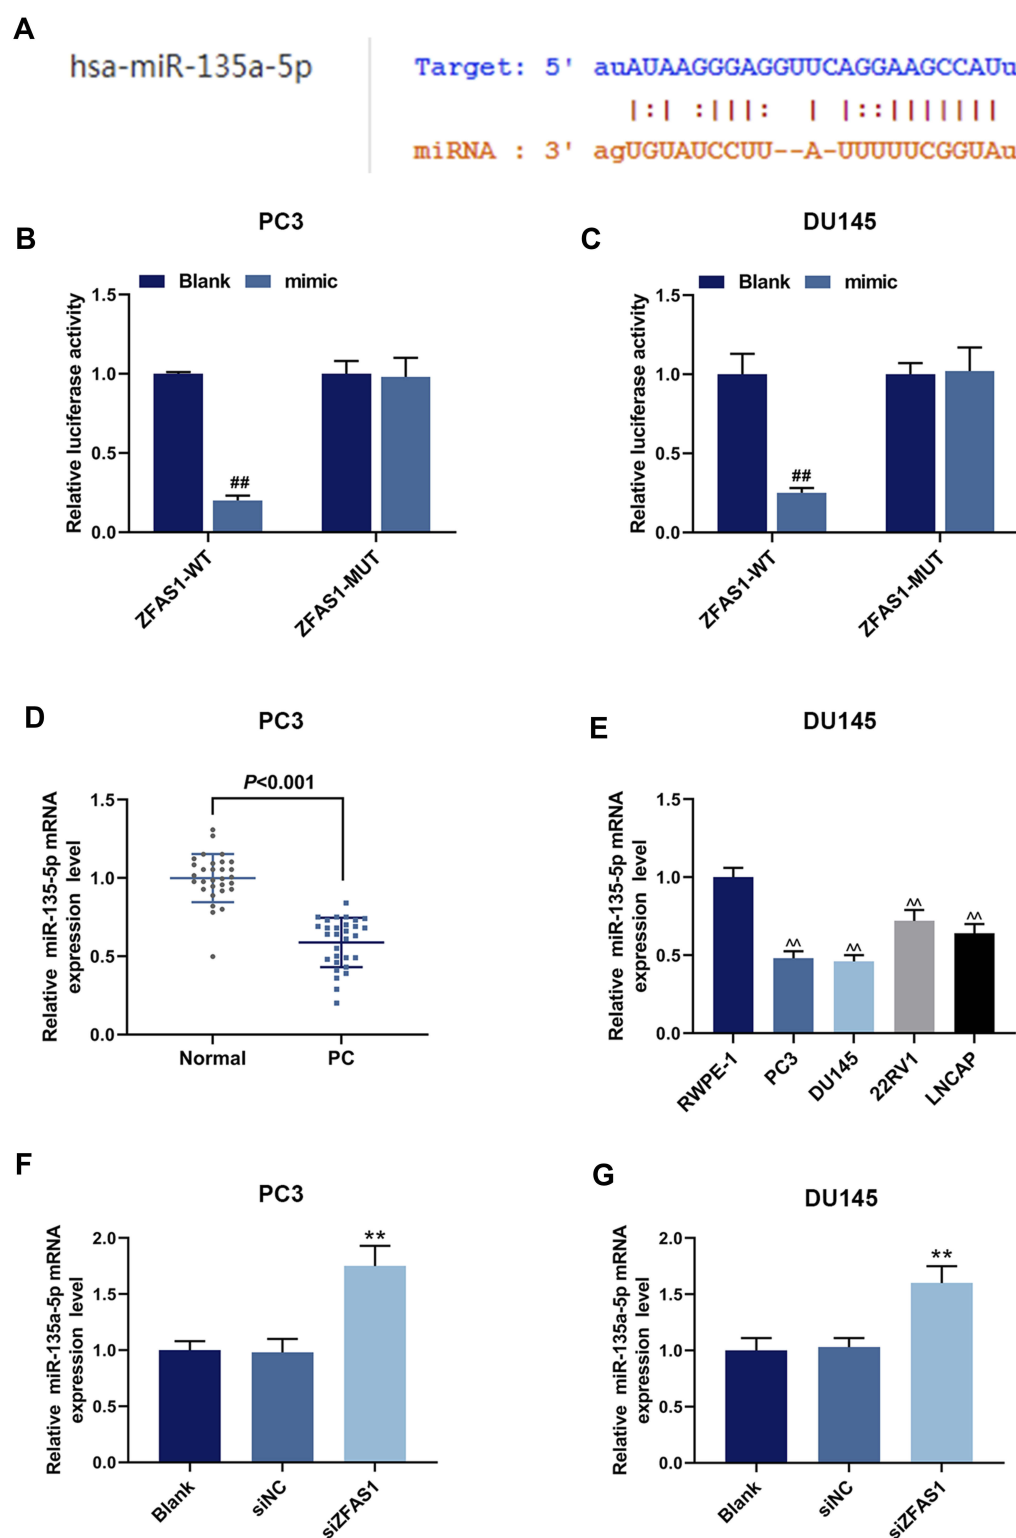 A
hsa-miR-135a-5p
Target: 5' auAUAAGGGAGGUUCAGGAAGCCAUu
|:| :|||: | |::|||||||
miRNA : 3' agUGUAUCCUU--A-UUUUUCGGUAu
B
PC3
Blank mimic
Relative luciferase activity
1.5
1.0
0.5
0.0
##
ZFAS1-WT
ZFAS1-MUT
C
DU145
Blank mimic
Relative luciferase activity
1.5
1.0
0.5
0.0
##
ZFAS1-WT
ZFAS1-MUT
D
PC3
P<0.001
Relative miR-135-5p mRNA
expression level
1.5
1.0
0.5
0.0
Normal
PC
E
DU145
Relative miR-135-5p mRNA
expression level
1.5
1.0
0.5
0.0
^^
^^
^^
^^
RWPE-1
PC3
DU145
22RV1
LNCAP
F
PC3
Relative miR-135a-5p mRNA
expression level
2.0
1.5
1.0
0.5
0.0
**
Blank
siNC
siZFAS1
G
DU145
Relative miR-135a-5p mRNA
expression level
2.0
1.5
1.0
0.5
0.0
**
Blank
siNC
siZFAS1